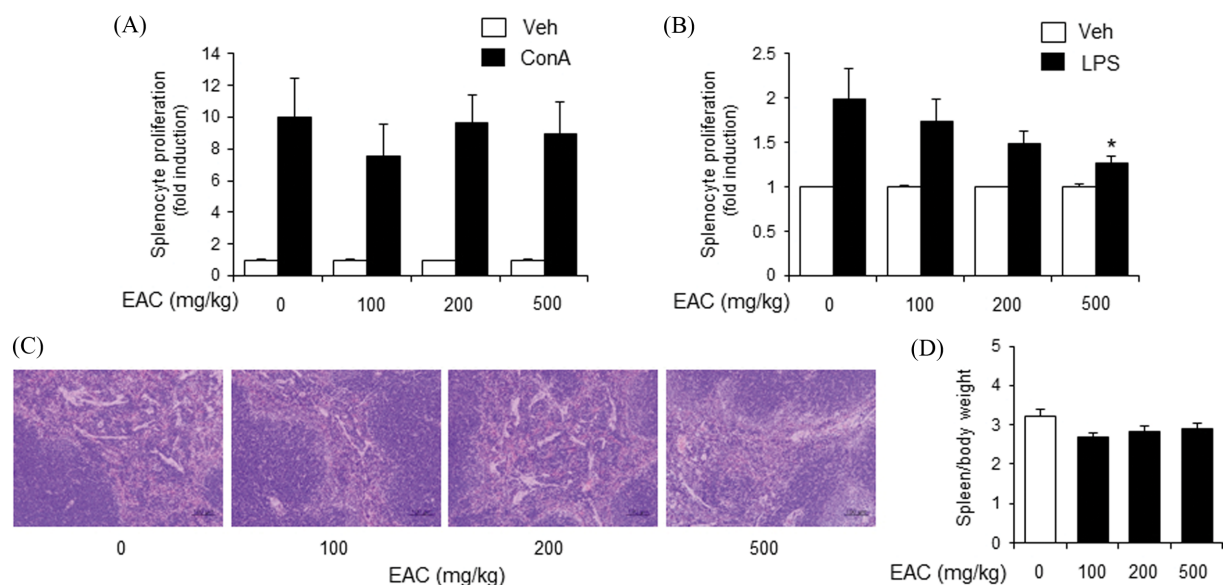 (A)
Veh
ConA
Splenocyte proliferation
(fold induction)
14
12
10
8
6
4
2
0
EAC (mg/kg)
0 100 200 500
(B)
Veh
LPS
Splenocyte proliferation
(fold induction)
2.5
2
1.5
1
0.5
0
*
EAC (mg/kg)
0 100 200 500
(C)
0 100 200 500
EAC (mg/kg)
(D)
Spleen/body weight
5
4
3
2
1
0
EAC (mg/kg)
0 100 200 500